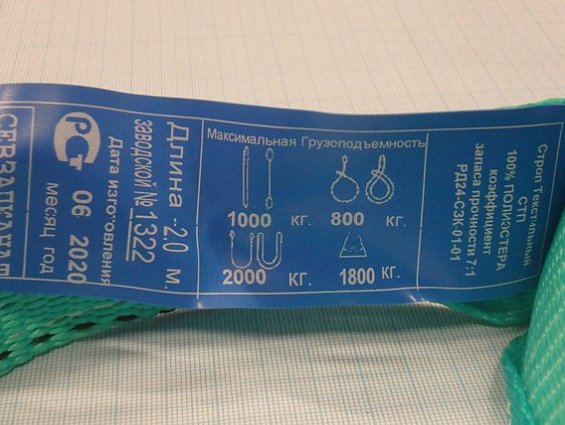 СЕВЗАПКАНАТ
РСт
06 2020
месяц, год
Дата изготовления
заводской № 1322
Длина -2.0 м.
Максимальная Грузоподъемность
1000 кг.
800 кг.
2000 кг.
1800 кг.
Строп Текстильный
СТП
100% ПОЛИЭСТЕРА
коэффициент
запаса прочности 7:1
РД24-СЗК-01-01